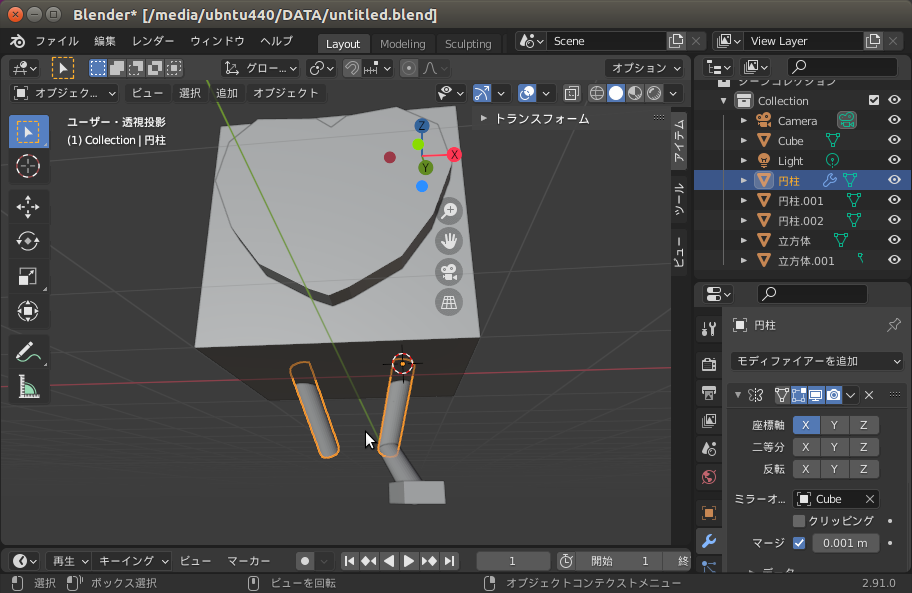 Blender* [/media/ubntu440/DATA/untitled.blend]
ファイル 編集 レンダー ウィンドウ ヘルプ Layout Modeling Sculpting Scene View Layer
グロー... オプション
オブジェク... ビュー 選択 追加 オブジェクト
ユーザー・透視投影
(1) Collection | 円柱
トランスフォーム
Z
X
Y
アイテム
ツール
ビュー
シーンコレクション
Collection
Camera
Cube
Light
円柱
円柱.001
円柱.002
立方体
立方体.001
円柱
モディファイアーを追加
座標軸 X Y Z
二等分 X Y Z
反転 X Y Z
ミラーオ... Cube
クリッピング
マージ 0.001 m
データ
再生 キーイング ビュー マーカー 1 開始 1 終
選択 ボックス選択 ビューを回転 オブジェクトコンテクストメニュー 2.91.0